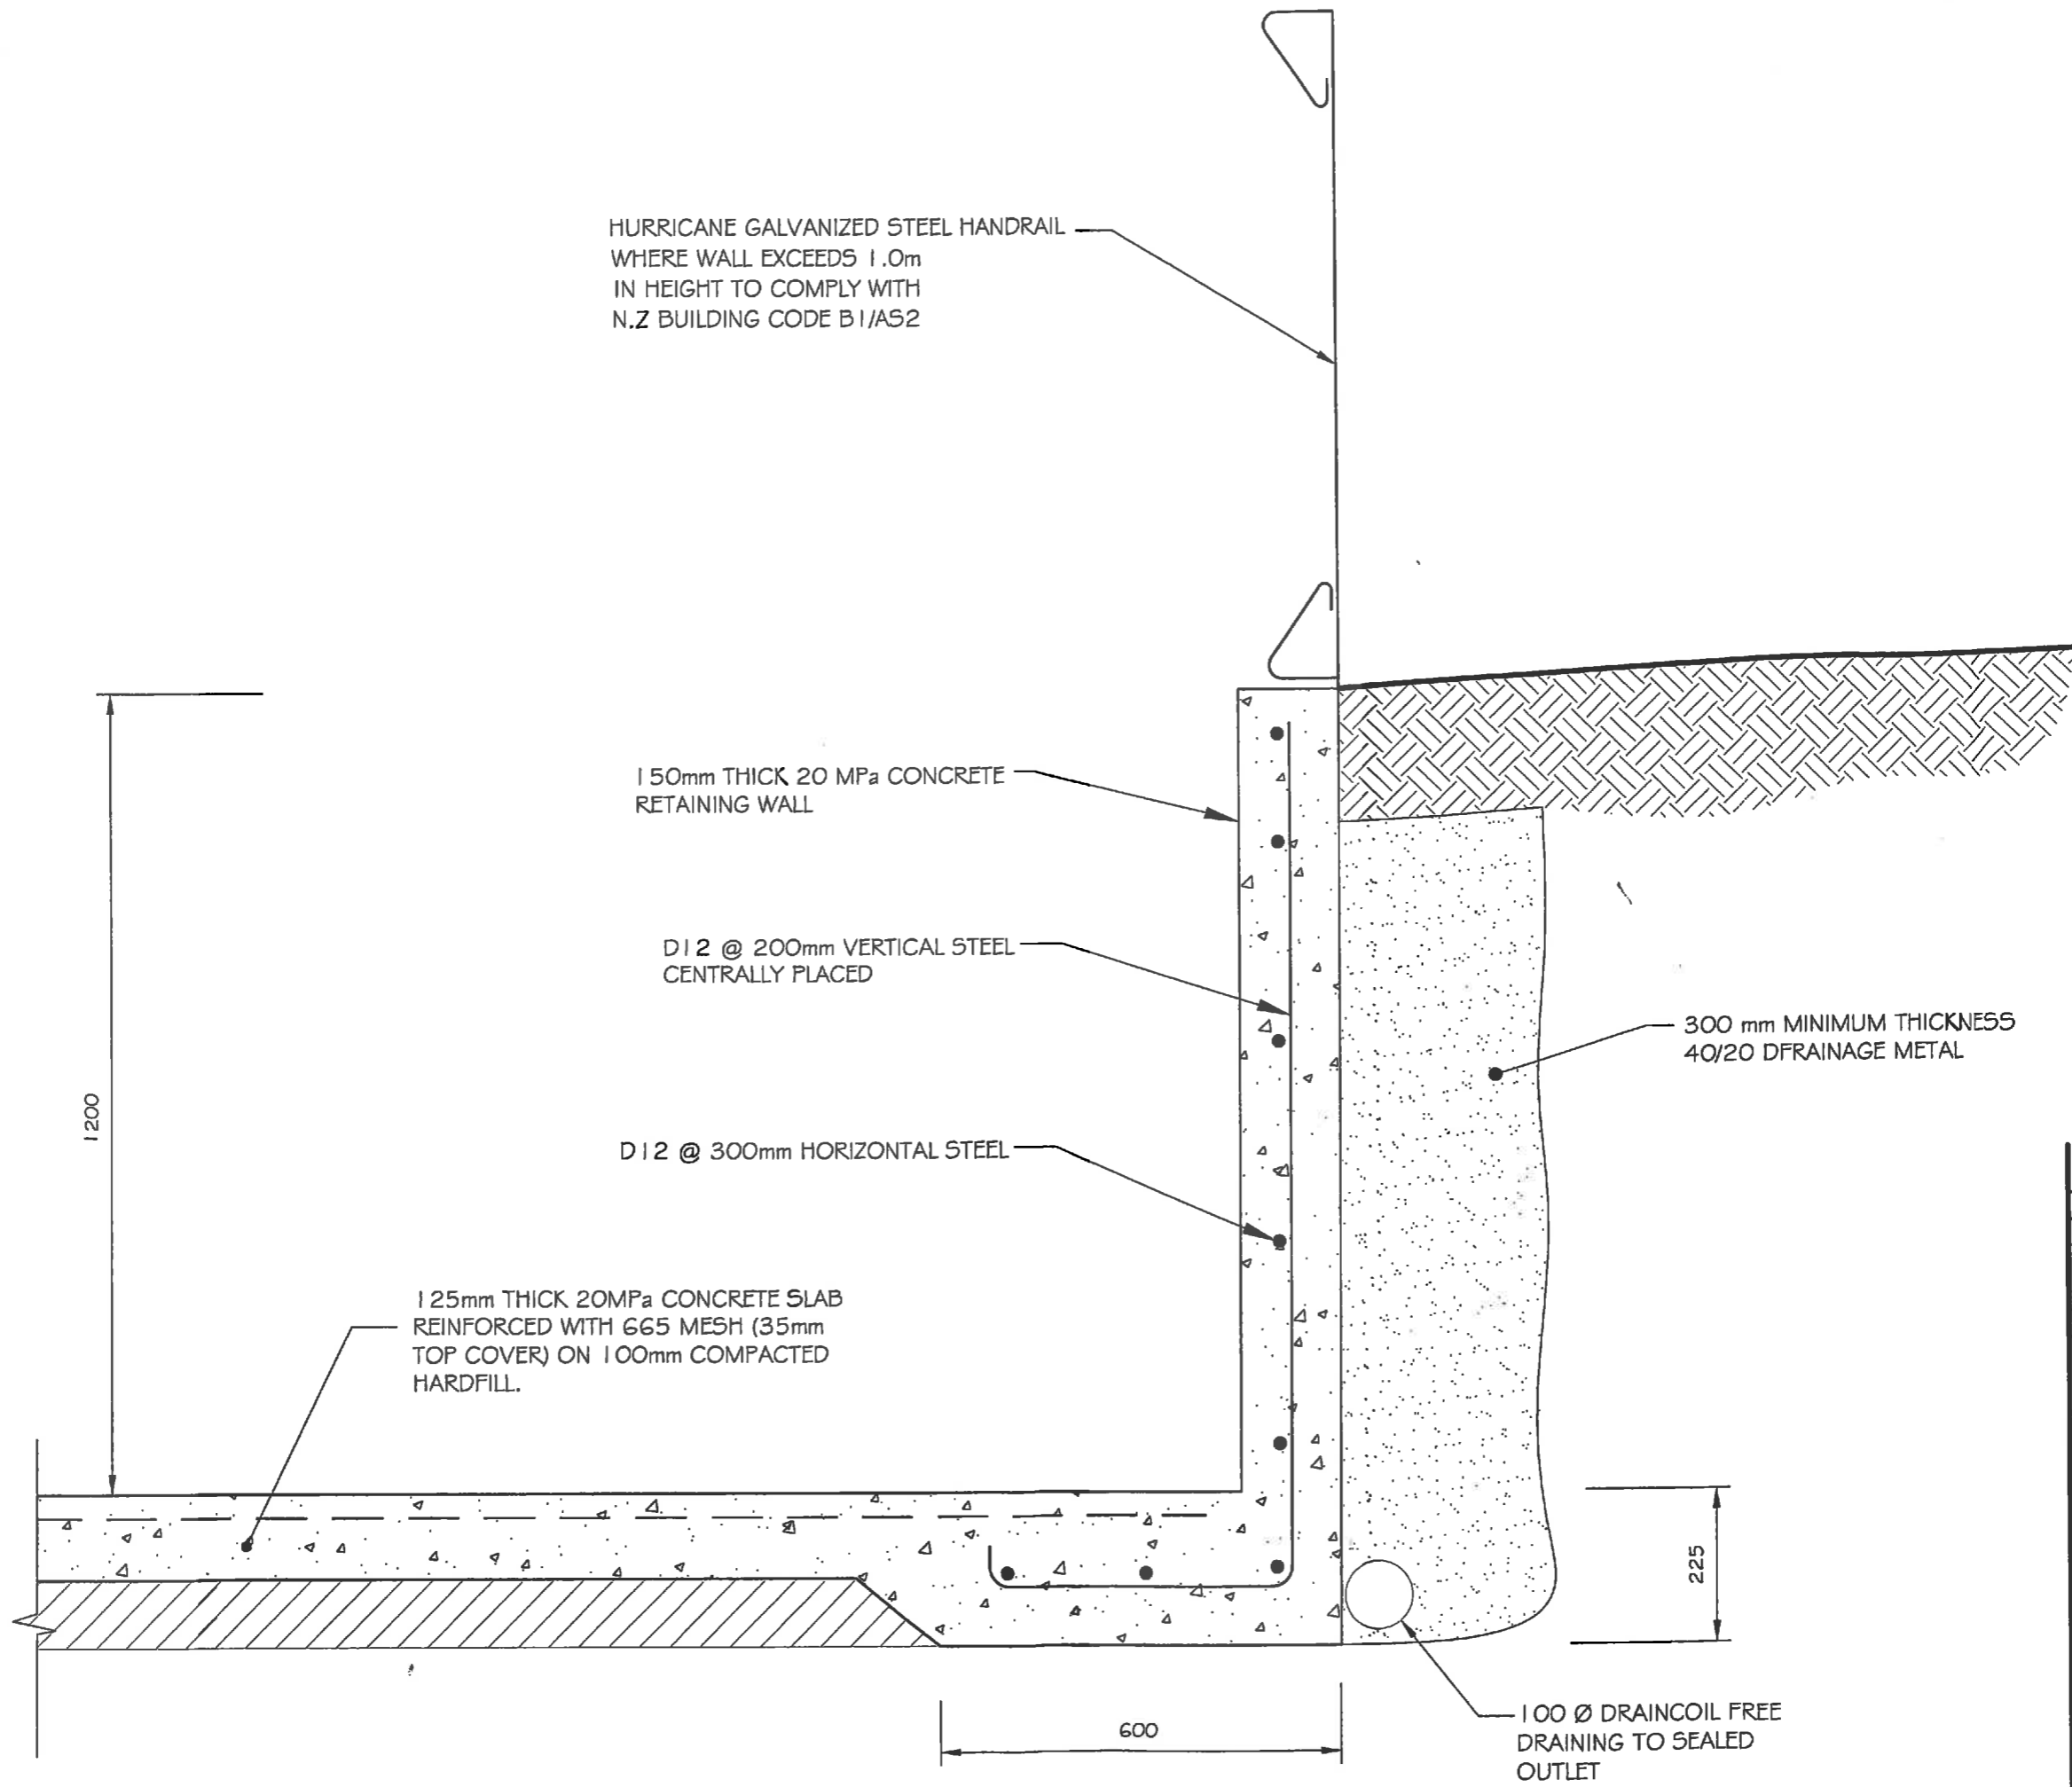 HURRICANE GALVANIZED STEEL HANDRAIL
WHERE WALL EXCEEDS 1.0m
IN HEIGHT TO COMPLY WITH
N.Z BUILDING CODE B1/AS2
150mm THICK 20 MPa CONCRETE
RETAINING WALL
D12 @ 200mm VERTICAL STEEL
CENTRALLY PLACED
300 mm MINIMUM THICKNESS
40/20 DFRAINAGE METAL
1200
D12 @ 300mm HORIZONTAL STEEL
125mm THICK 20MPa CONCRETE SLAB
REINFORCED WITH 665 MESH (35mm
TOP COVER) ON 100mm COMPACTED
HARDFILL.
225
600
100 Ø DRAINCOIL FREE
DRAINING TO SEALED
OUTLET